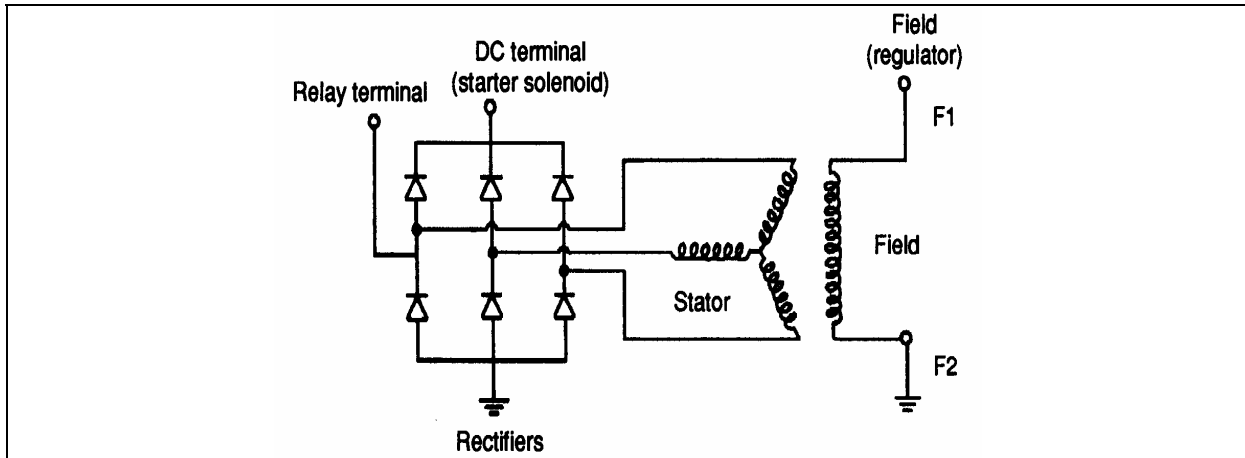 Field
(regulator)
DC terminal
(starter solenoid)
Relay terminal
F1
Field
Stator
F2
Rectifiers